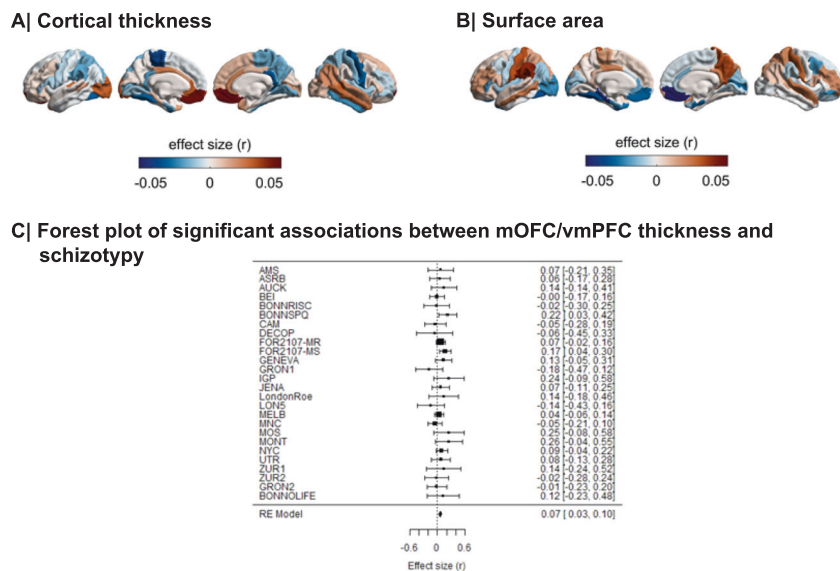 A| Cortical thickness
B| Surface area
effect size (r)
-0.05 0 0.05
effect size (r)
-0.05 0 0.05
C| Forest plot of significant associations between mOFC/vmPFC thickness and
schizotypy
AMS 0.07 [-0.21, 0.35]
ASRB 0.06 [-0.17, 0.28]
AUCK 0.14 [-0.14, 0.41]
BEI -0.00 [-0.17, 0.16]
BONNRISC -0.02 [-0.30, 0.25]
BONNSPQ 0.22 [ 0.03, 0.42]
CAM -0.05 [-0.28, 0.19]
DECOP -0.06 [-0.45, 0.33]
FOR2107-MR 0.07 [-0.02, 0.16]
FOR2107-MS 0.17 [ 0.04, 0.30]
GENEVA 0.13 [-0.05, 0.31]
GRON1 -0.18 [-0.47, 0.12]
IGP 0.24 [-0.09, 0.58]
JENA 0.07 [-0.11, 0.25]
LondonRoe 0.14 [-0.18, 0.46]
LON5 -0.14 [-0.43, 0.16]
MELB 0.04 [-0.06, 0.14]
MNC -0.05 [-0.21, 0.10]
MOS 0.25 [-0.08, 0.58]
MONT 0.26 [-0.04, 0.55]
NYC 0.09 [-0.04, 0.22]
UTR 0.08 [-0.13, 0.28]
ZUR1 0.14 [-0.24, 0.52]
ZUR2 -0.02 [-0.28, 0.24]
GRON2 -0.01 [-0.23, 0.20]
BONNOLIFE 0.12 [-0.23, 0.48]
RE Model 0.07 [ 0.03, 0.10]
-0.6 0 0.6
Effect size (r)